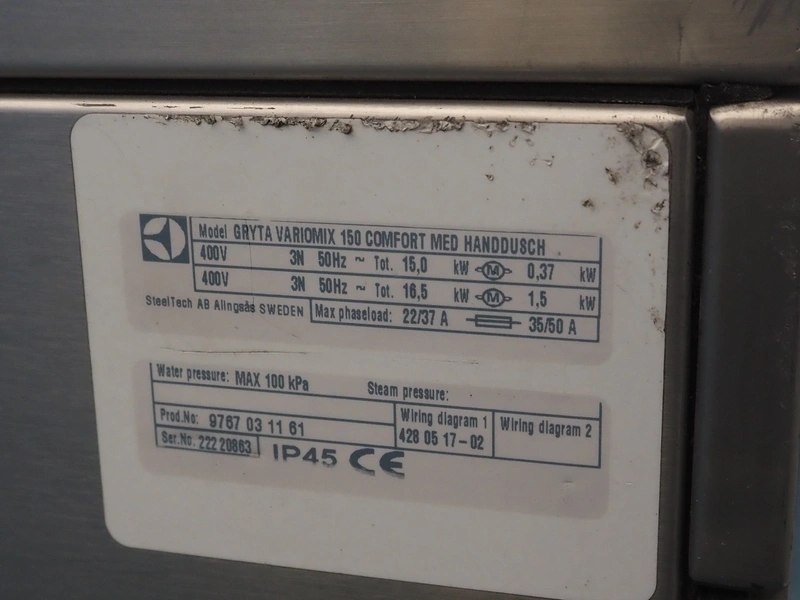 Model GRYTA VARIOMIX 150 COMFORT MED HANDDUSCH
400V 3N 50Hz ~ Tot. 15,0 kW M 0,37 kW
400V 3N 50Hz ~ Tot. 16,5 kW M 1,5 kW
SteelTech AB Alingsås SWEDEN Max phaseload: 22/37 A 35/50 A
Water pressure: MAX 100 kPa Steam pressure:
Prod.No: 9767 03 11 61 Wiring diagram 1 Wiring diagram 2
Ser.No. 222 20863 428 05 17-02
IP45 CE